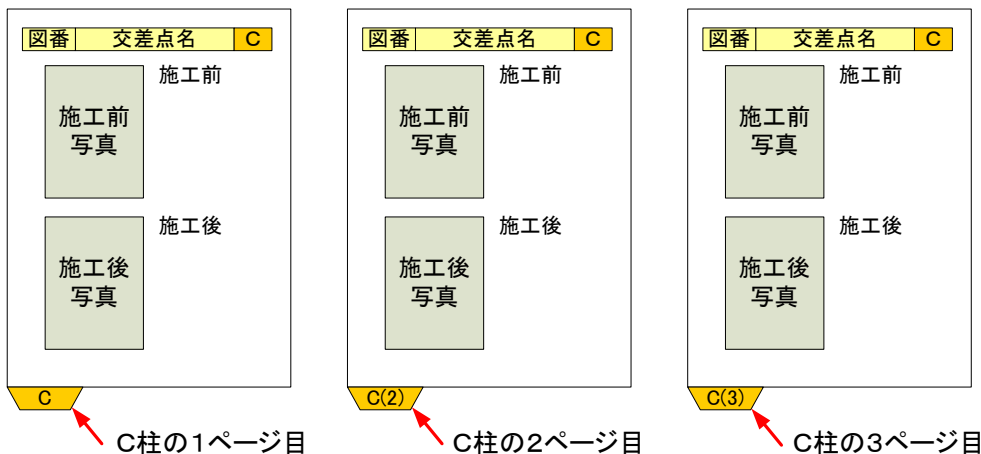 図番 交差点名 C
施工前
施工前
写真
施工後
施工後
写真
C
C柱の1ページ目
図番 交差点名 C
施工前
施工前
写真
施工後
施工後
写真
C(2)
C柱の2ページ目
図番 交差点名 C
施工前
施工前
写真
施工後
施工後
写真
C(3)
C柱の3ページ目